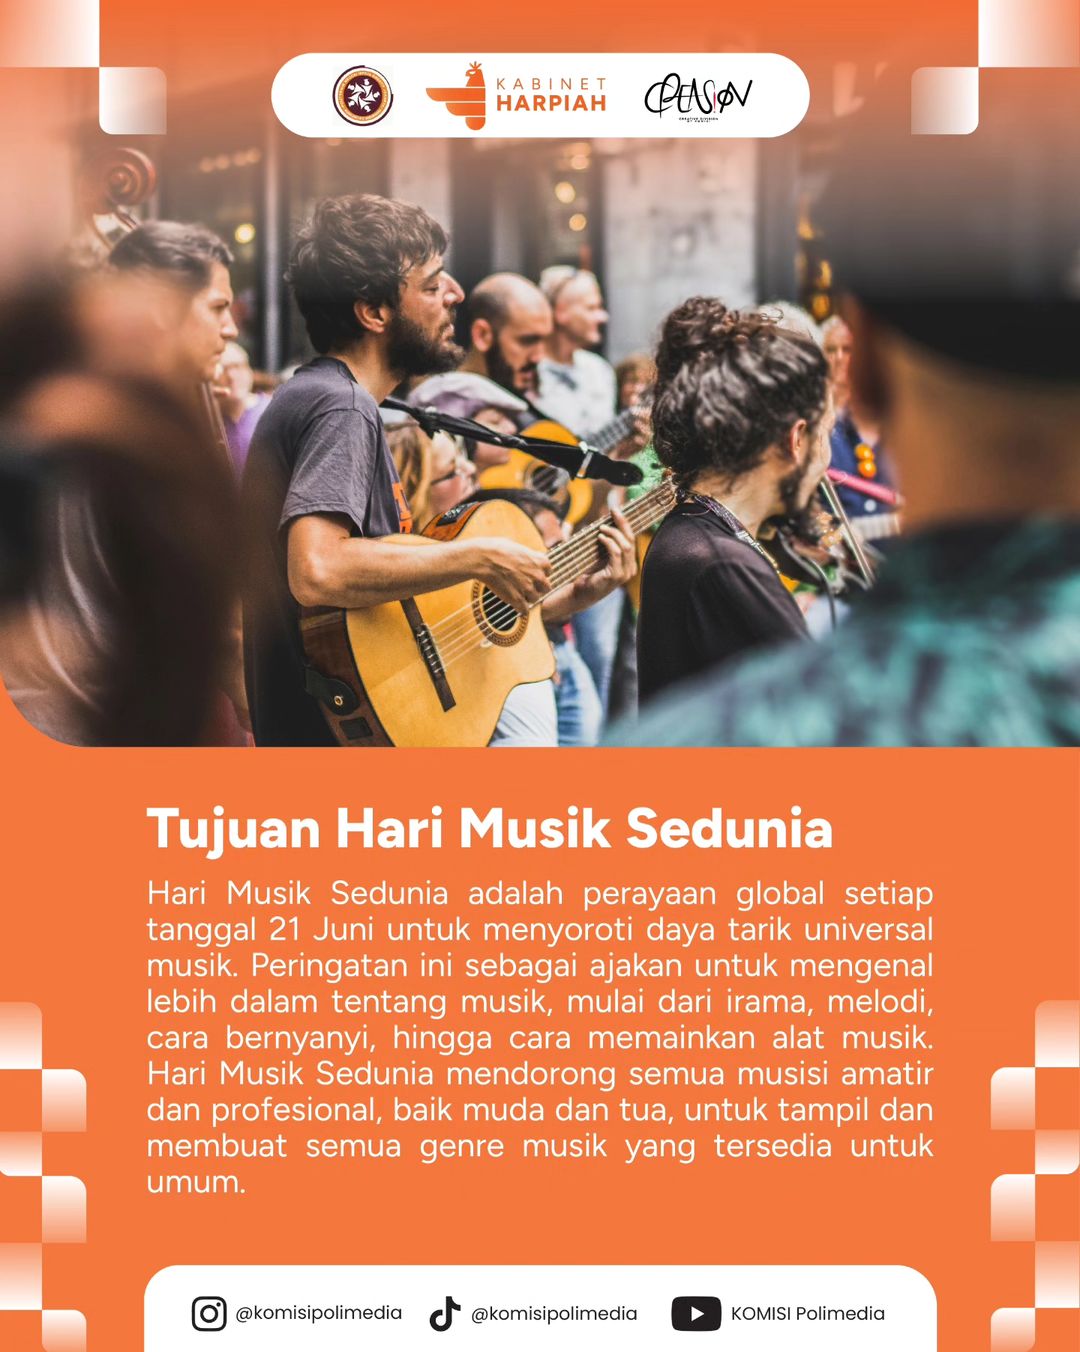 KABINET
HARPIAH
CREASION
CREATIVE DIVISION
Tujuan Hari Musik Sedunia
Hari Musik Sedunia adalah perayaan global setiap
tanggal 21 Juni untuk menyoroti daya tarik universal
musik. Peringatan ini sebagai ajakan untuk mengenal
lebih dalam tentang musik, mulai dari irama, melodi,
cara bernyanyi, hingga cara memainkan alat musik.
Hari Musik Sedunia mendorong semua musisi amatir
dan profesional, baik muda dan tua, untuk tampil dan
membuat semua genre musik yang tersedia untuk
umum.
@komisipolimedia
@komisipolimedia
KOMISI Polimedia